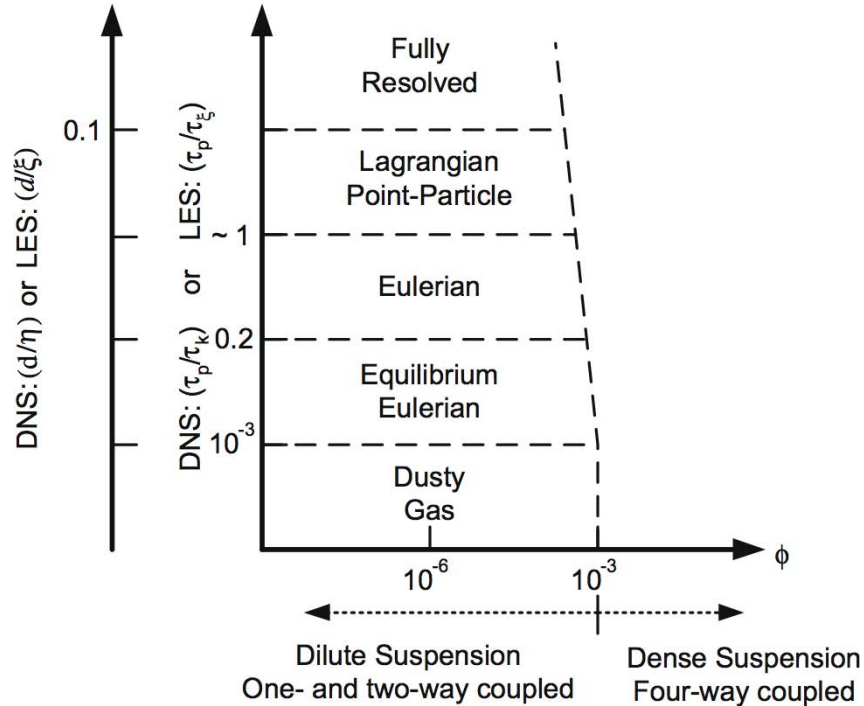 DNS: (d/η) or LES: (d/ξ)
0.1
DNS: (τp/τk) or LES: (τp/τξ)
~ 1
0.2
10-3
Fully
Resolved
Lagrangian
Point-Particle
Eulerian
Equilibrium
Eulerian
Dusty
Gas
10-6
10-3
ϕ
Dilute Suspension
One- and two-way coupled
Dense Suspension
Four-way coupled